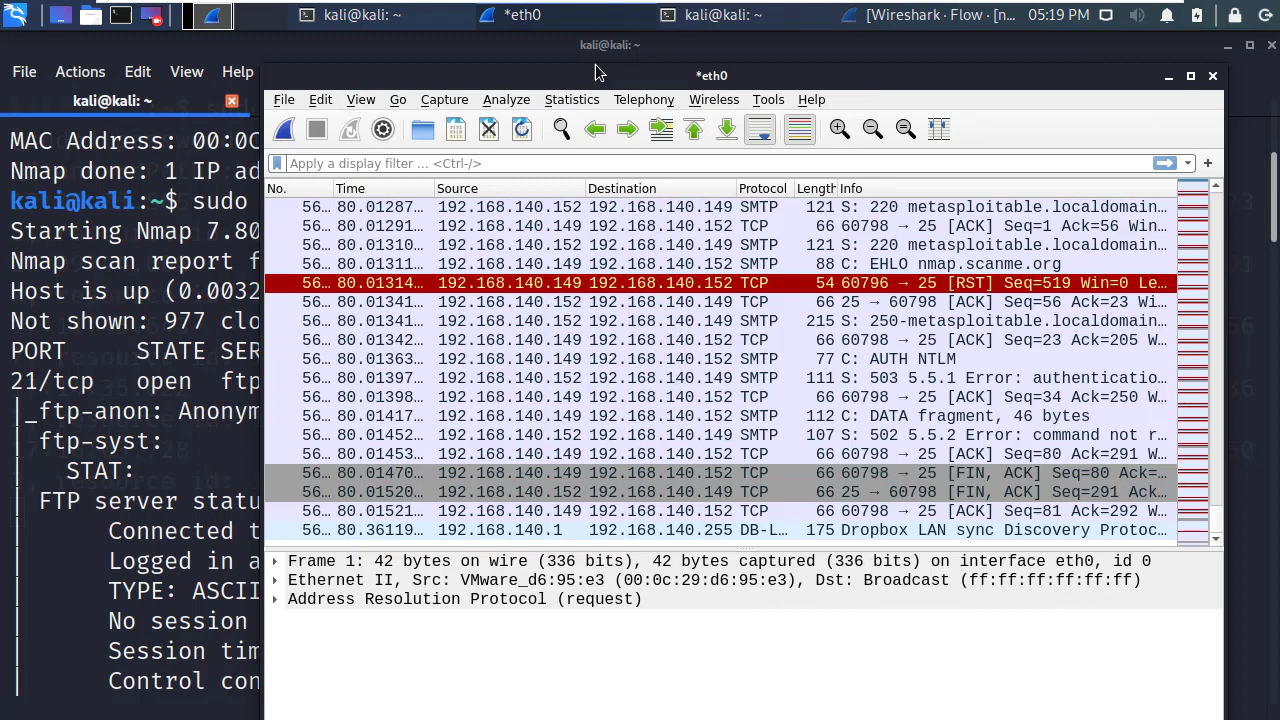 kali@kali: ~
*eth0
kali@kali: ~
[Wireshark · Flow · [n...
05:19 PM
kali@kali: ~
File Actions Edit View Help
kali@kali: ~
MAC Address: 00:0C
Nmap done: 1 IP ad
kali@kali:~$ sudo
Starting Nmap 7.80
Nmap scan report f
Host is up (0.0032
Not shown: 977 clo
PORT STATE SER
21/tcp open ftp
|_ftp-anon: Anonym
| ftp-syst:
| STAT:
| FTP server statu
| Connected t
| Logged in a
| TYPE: ASCII
| No session
| Session tim
| Control con
*eth0
File Edit View Go Capture Analyze Statistics Telephony Wireless Tools Help
Apply a display filter … <Ctrl-/>
No. Time Source Destination Protocol Length Info
56… 80.01287… 192.168.140.152 192.168.140.149 SMTP 121 S: 220 metasploitable.localdomain…
56… 80.01291… 192.168.140.149 192.168.140.152 TCP 66 60798 → 25 [ACK] Seq=1 Ack=56 Win…
56… 80.01310… 192.168.140.152 192.168.140.149 SMTP 121 S: 220 metasploitable.localdomain…
56… 80.01311… 192.168.140.149 192.168.140.152 SMTP 88 C: EHLO nmap.scanme.org
56… 80.01314… 192.168.140.149 192.168.140.152 TCP 54 60796 → 25 [RST] Seq=519 Win=0 Le…
56… 80.01341… 192.168.140.152 192.168.140.149 TCP 66 25 → 60798 [ACK] Seq=56 Ack=23 Wi…
56… 80.01341… 192.168.140.152 192.168.140.149 SMTP 215 S: 250-metasploitable.localdomain…
56… 80.01342… 192.168.140.149 192.168.140.152 TCP 66 60798 → 25 [ACK] Seq=23 Ack=205 W…
56… 80.01363… 192.168.140.149 192.168.140.152 SMTP 77 C: AUTH NTLM
56… 80.01397… 192.168.140.152 192.168.140.149 SMTP 111 S: 503 5.5.1 Error: authenticatio…
56… 80.01398… 192.168.140.149 192.168.140.152 TCP 66 60798 → 25 [ACK] Seq=34 Ack=250 W…
56… 80.01417… 192.168.140.149 192.168.140.152 SMTP 112 C: DATA fragment, 46 bytes
56… 80.01452… 192.168.140.152 192.168.140.149 SMTP 107 S: 502 5.5.2 Error: command not r…
56… 80.01453… 192.168.140.149 192.168.140.152 TCP 66 60798 → 25 [ACK] Seq=80 Ack=291 W…
56… 80.01470… 192.168.140.149 192.168.140.152 TCP 66 60798 → 25 [FIN, ACK] Seq=80 Ack=…
56… 80.01520… 192.168.140.152 192.168.140.149 TCP 66 25 → 60798 [FIN, ACK] Seq=291 Ack…
56… 80.01521… 192.168.140.149 192.168.140.152 TCP 66 60798 → 25 [ACK] Seq=81 Ack=292 W…
56… 80.36119… 192.168.140.1 192.168.140.255 DB-L… 175 Dropbox LAN sync Discovery Protoc…
Frame 1: 42 bytes on wire (336 bits), 42 bytes captured (336 bits) on interface eth0, id 0
Ethernet II, Src: VMware_d6:95:e3 (00:0c:29:d6:95:e3), Dst: Broadcast (ff:ff:ff:ff:ff:ff)
Address Resolution Protocol (request)